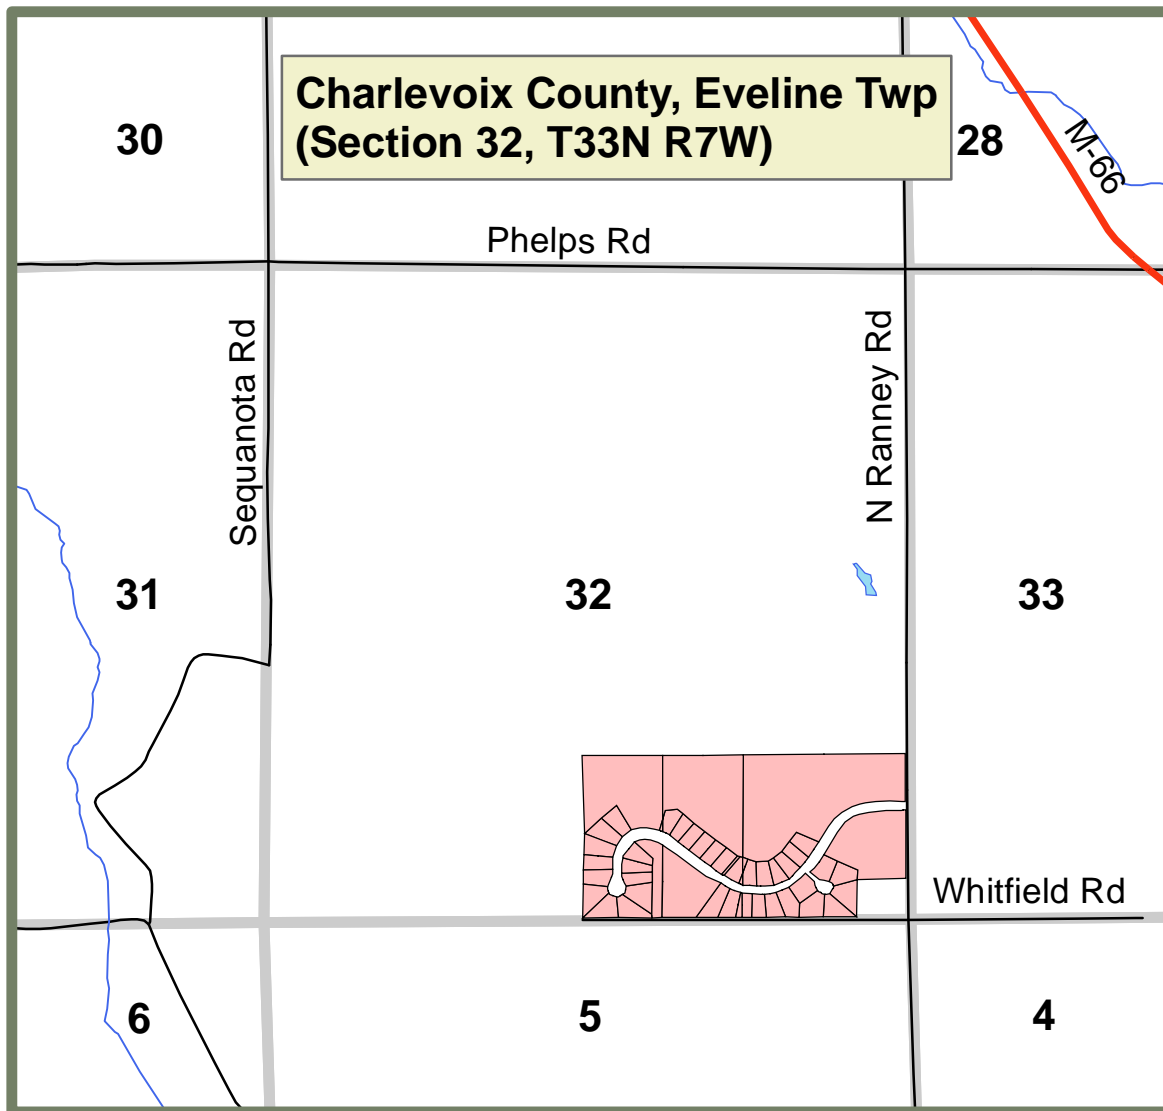 Charlevoix County, Eveline Twp
(Section 32, T33N R7W)
30
28
M-66
Phelps Rd
Sequanota Rd
N Ranney Rd
31
32
33
Whitfield Rd
6
5
4